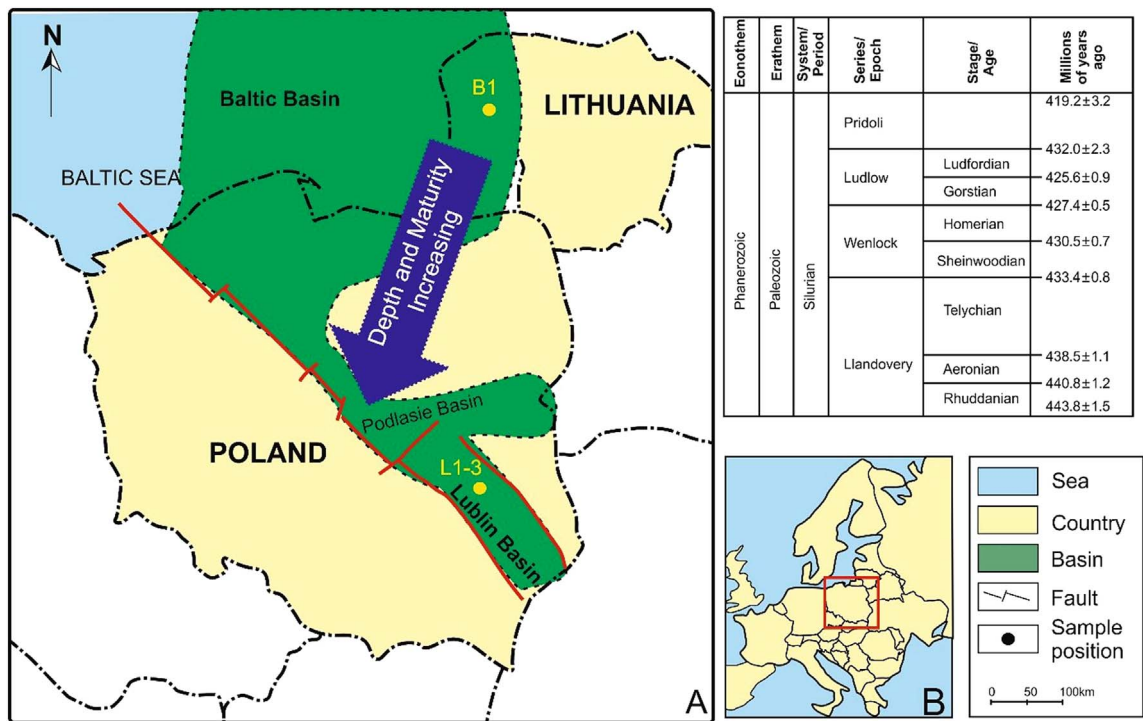 N
Baltic Basin
B1
LITHUANIA
BALTIC SEA
Depth and Maturity
Increasing
Podlasie Basin
POLAND
L1-3
Lublin Basin
A
Eonothem
Erathem
System/
Period
Series/
Epoch
Stage/
Age
Millions
of years
ago
Phanerozoic
Paleozoic
Silurian
Pridoli
Ludlow
Wenlock
Llandovery
Ludfordian
Gorstian
Homerian
Sheinwoodian
Telychian
Aeronian
Rhuddanian
419.2±3.2
432.0±2.3
425.6±0.9
427.4±0.5
430.5±0.7
433.4±0.8
438.5±1.1
440.8±1.2
443.8±1.5
B
Sea
Country
Basin
Fault
Sample
position
0 50 100km